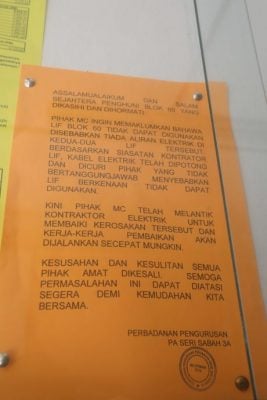 ASSALAMUALAIKUM DAN SALAM
SEJAHTERA PENGHUNI BLOK 60 YANG
DIKASIHI DAN DIHORMATI
PIHAK MC INGIN MEMAKLUMKAN BAHAWA
LIF BLOK 60 TIDAK DAPAT DIGUNAKAN
DISEBABKAN TIADA ALIRAN ELEKTRIK DI
KEDUA-DUA LIF TERSEBUT.
BERDASARKAN SIASATAN KONTRAKTOR
LIF, KABEL ELEKTRIK TELAH DIPOTONG
DAN DICURI PIHAK YANG TIDAK
BERTANGGUNGJAWAB MENYEBABKAN
LIF BERKENAAN TIDAK DAPAT
DIGUNAKAN.
KINI PIHAK MC TELAH MELANTIK
KONTRAKTOR ELEKTRIK UNTUK
MEMBAIKI KEROSAKAN TERSEBUT DAN
KERJA-KERJA PEMBAIKAN AKAN
DIJALANKAN SECEPAT MUNGKIN.
KESUSAHAN DAN KESULITAN SEMUA
PIHAK AMAT DIKESALI. SEMOGA
PERMASALAHAN INI DAPAT DIATASI
SEGERA DEMI KEMUDAHAN KITA
BERSAMA.
PERBADANAN PENGURUSAN
PA SERI SABAH 3A